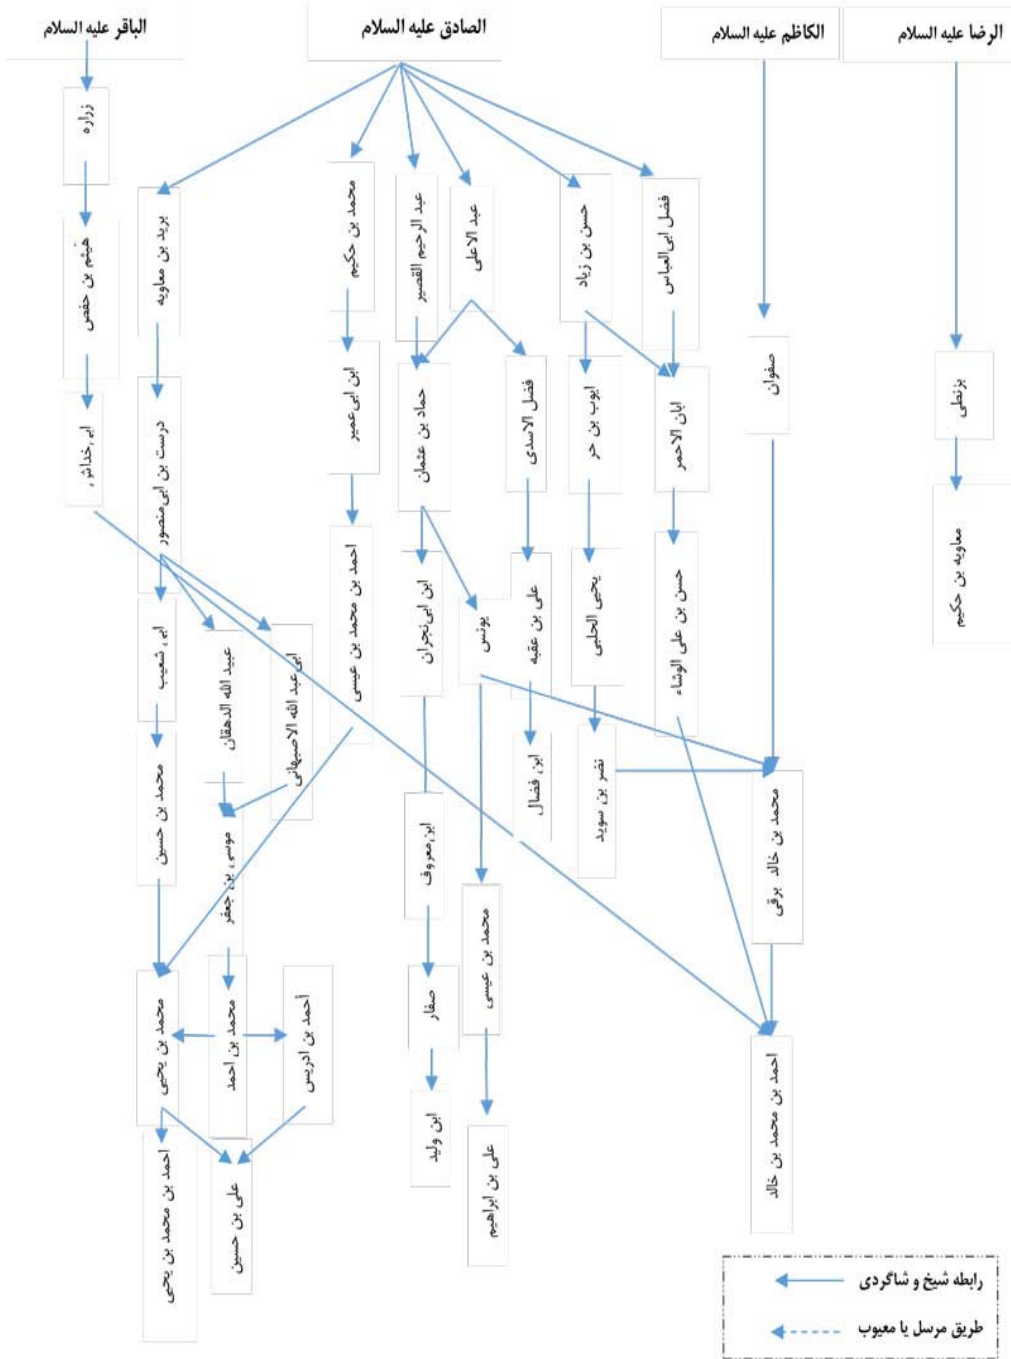 الرضا علیه السلام
الکاظم علیه السلام
الصادق علیه السلام
الباقر علیه السلام
زراره
فضل ابی‌العباس
حسن بن زیاد
عبد الاعلی
عبد الرحیم القصیر
محمد بن حکیم
برید بن معاویه
هیثم بن حفص
بزنطی
صفوان
ابان الاحمر
ایوب بن حر
فضل الاسدی
حماد بن عثمان
ابن ابی‌عمیر
درست بن ابی‌منصور
ابی‌خداش
معاویه بن حکیم
حسن بن علی الوشاء
یحیی الحلبی
علی بن عقبه
یونس
ابن ابی‌نجران
احمد بن محمد بن عیسی
ابی عبد الله الاصبهانی
عبید الله الدهقان
ابی شعیب
محمد بن خالد برقی
نضر بن سوید
ابن فضال
ابن‌معروف
موسی بن جعفر
محمد بن حسین
محمد بن عیسی
صفار
احمد بن ادریس
محمد بن احمد
محمد بن یحیی
احمد بن محمد بن خالد
علی بن ابراهیم
ابن ولید
علی بن حسین
احمد بن محمد بن یحیی
رابطه شیخ و شاگردی
طریق مرسل یا معیوب